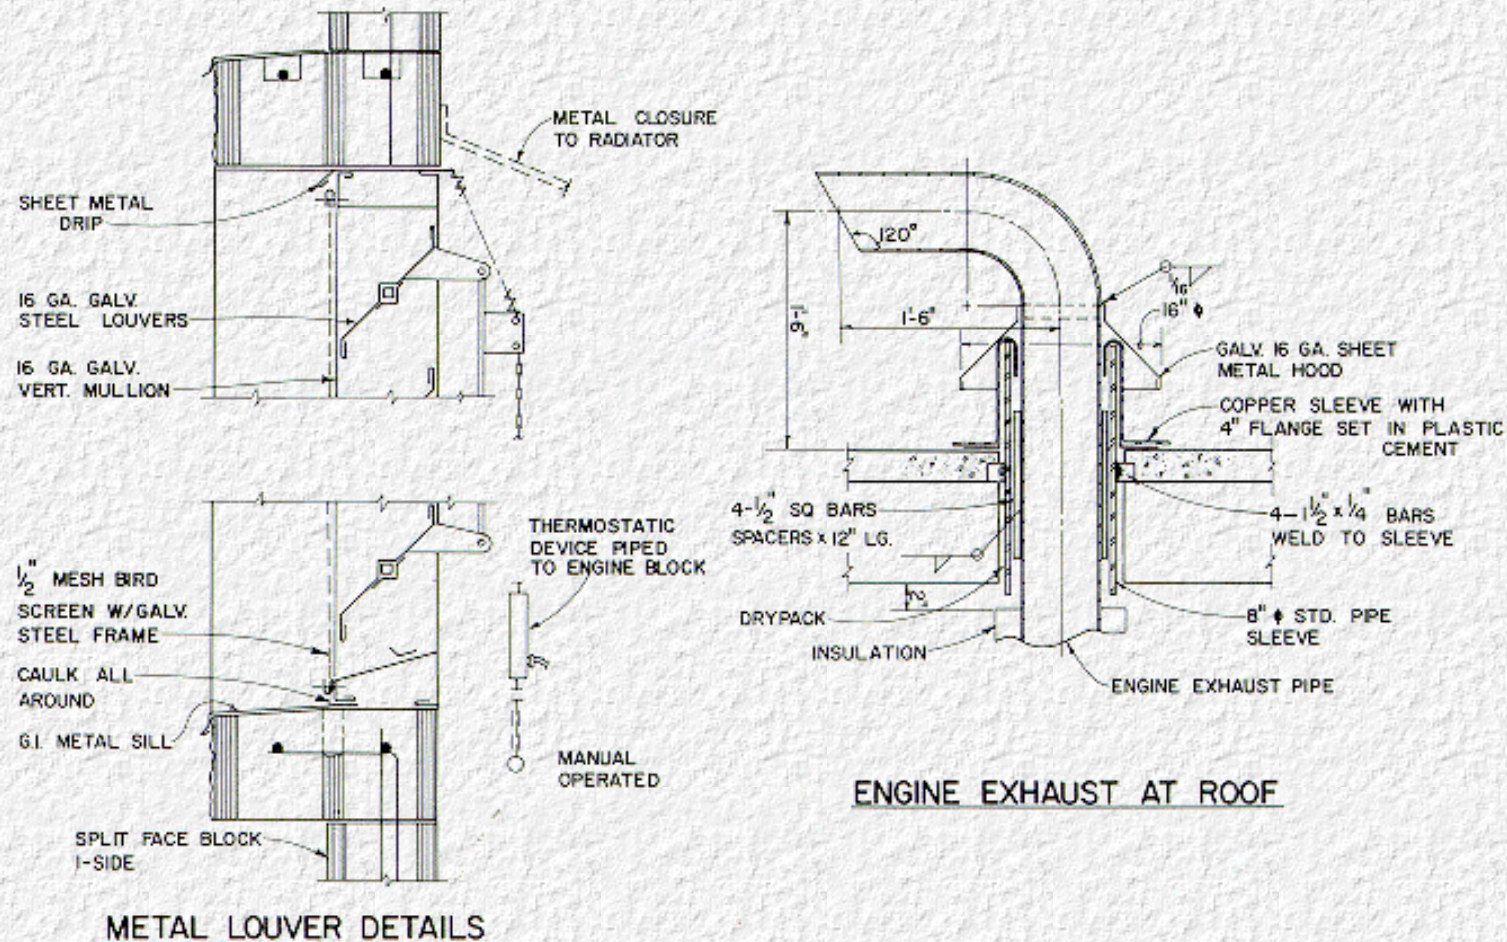 METAL CLOSURE
TO RADIATOR
SHEET METAL
DRIP
16 GA. GALV.
STEEL LOUVERS
16 GA. GALV.
VERT. MULLION
1/2" MESH BIRD
SCREEN W/GALV.
STEEL FRAME
CAULK ALL
AROUND
G.I. METAL SILL
SPLIT FACE BLOCK
1-SIDE
THERMOSTATIC
DEVICE PIPED
TO ENGINE BLOCK
MANUAL
OPERATED
METAL LOUVER DETAILS
120°
1'-6"
1'-9"
1/16
16" ϕ
GALV. 16 GA. SHEET
METAL HOOD
COPPER SLEEVE WITH
4" FLANGE SET IN PLASTIC
CEMENT
4-1/2" SQ BARS
SPACERS x 12" LG.
4-1 1/2" x 1/4" BARS
WELD TO SLEEVE
2"
DRYPACK
INSULATION
8" ϕ STD. PIPE
SLEEVE
ENGINE EXHAUST PIPE
ENGINE EXHAUST AT ROOF